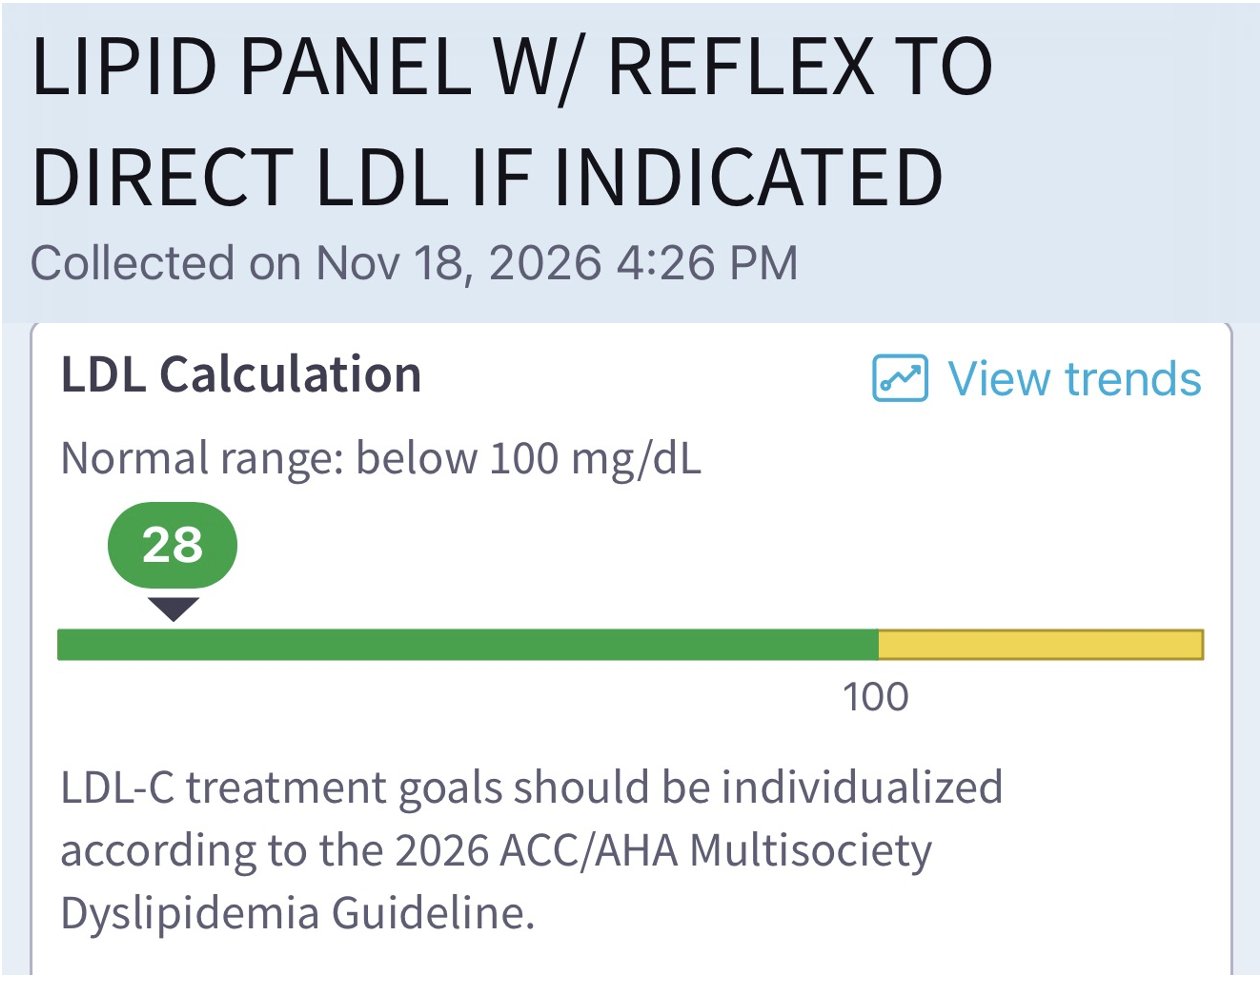 LIPID PANEL W/ REFLEX TO
DIRECT LDL IF INDICATED
Collected on Nov 18, 2026 4:26 PM
LDL Calculation
View trends
Normal range: below 100 mg/dL
28
100
LDL-C treatment goals should be individualized
according to the 2026 ACC/AHA Multisociety
Dyslipidemia Guideline.